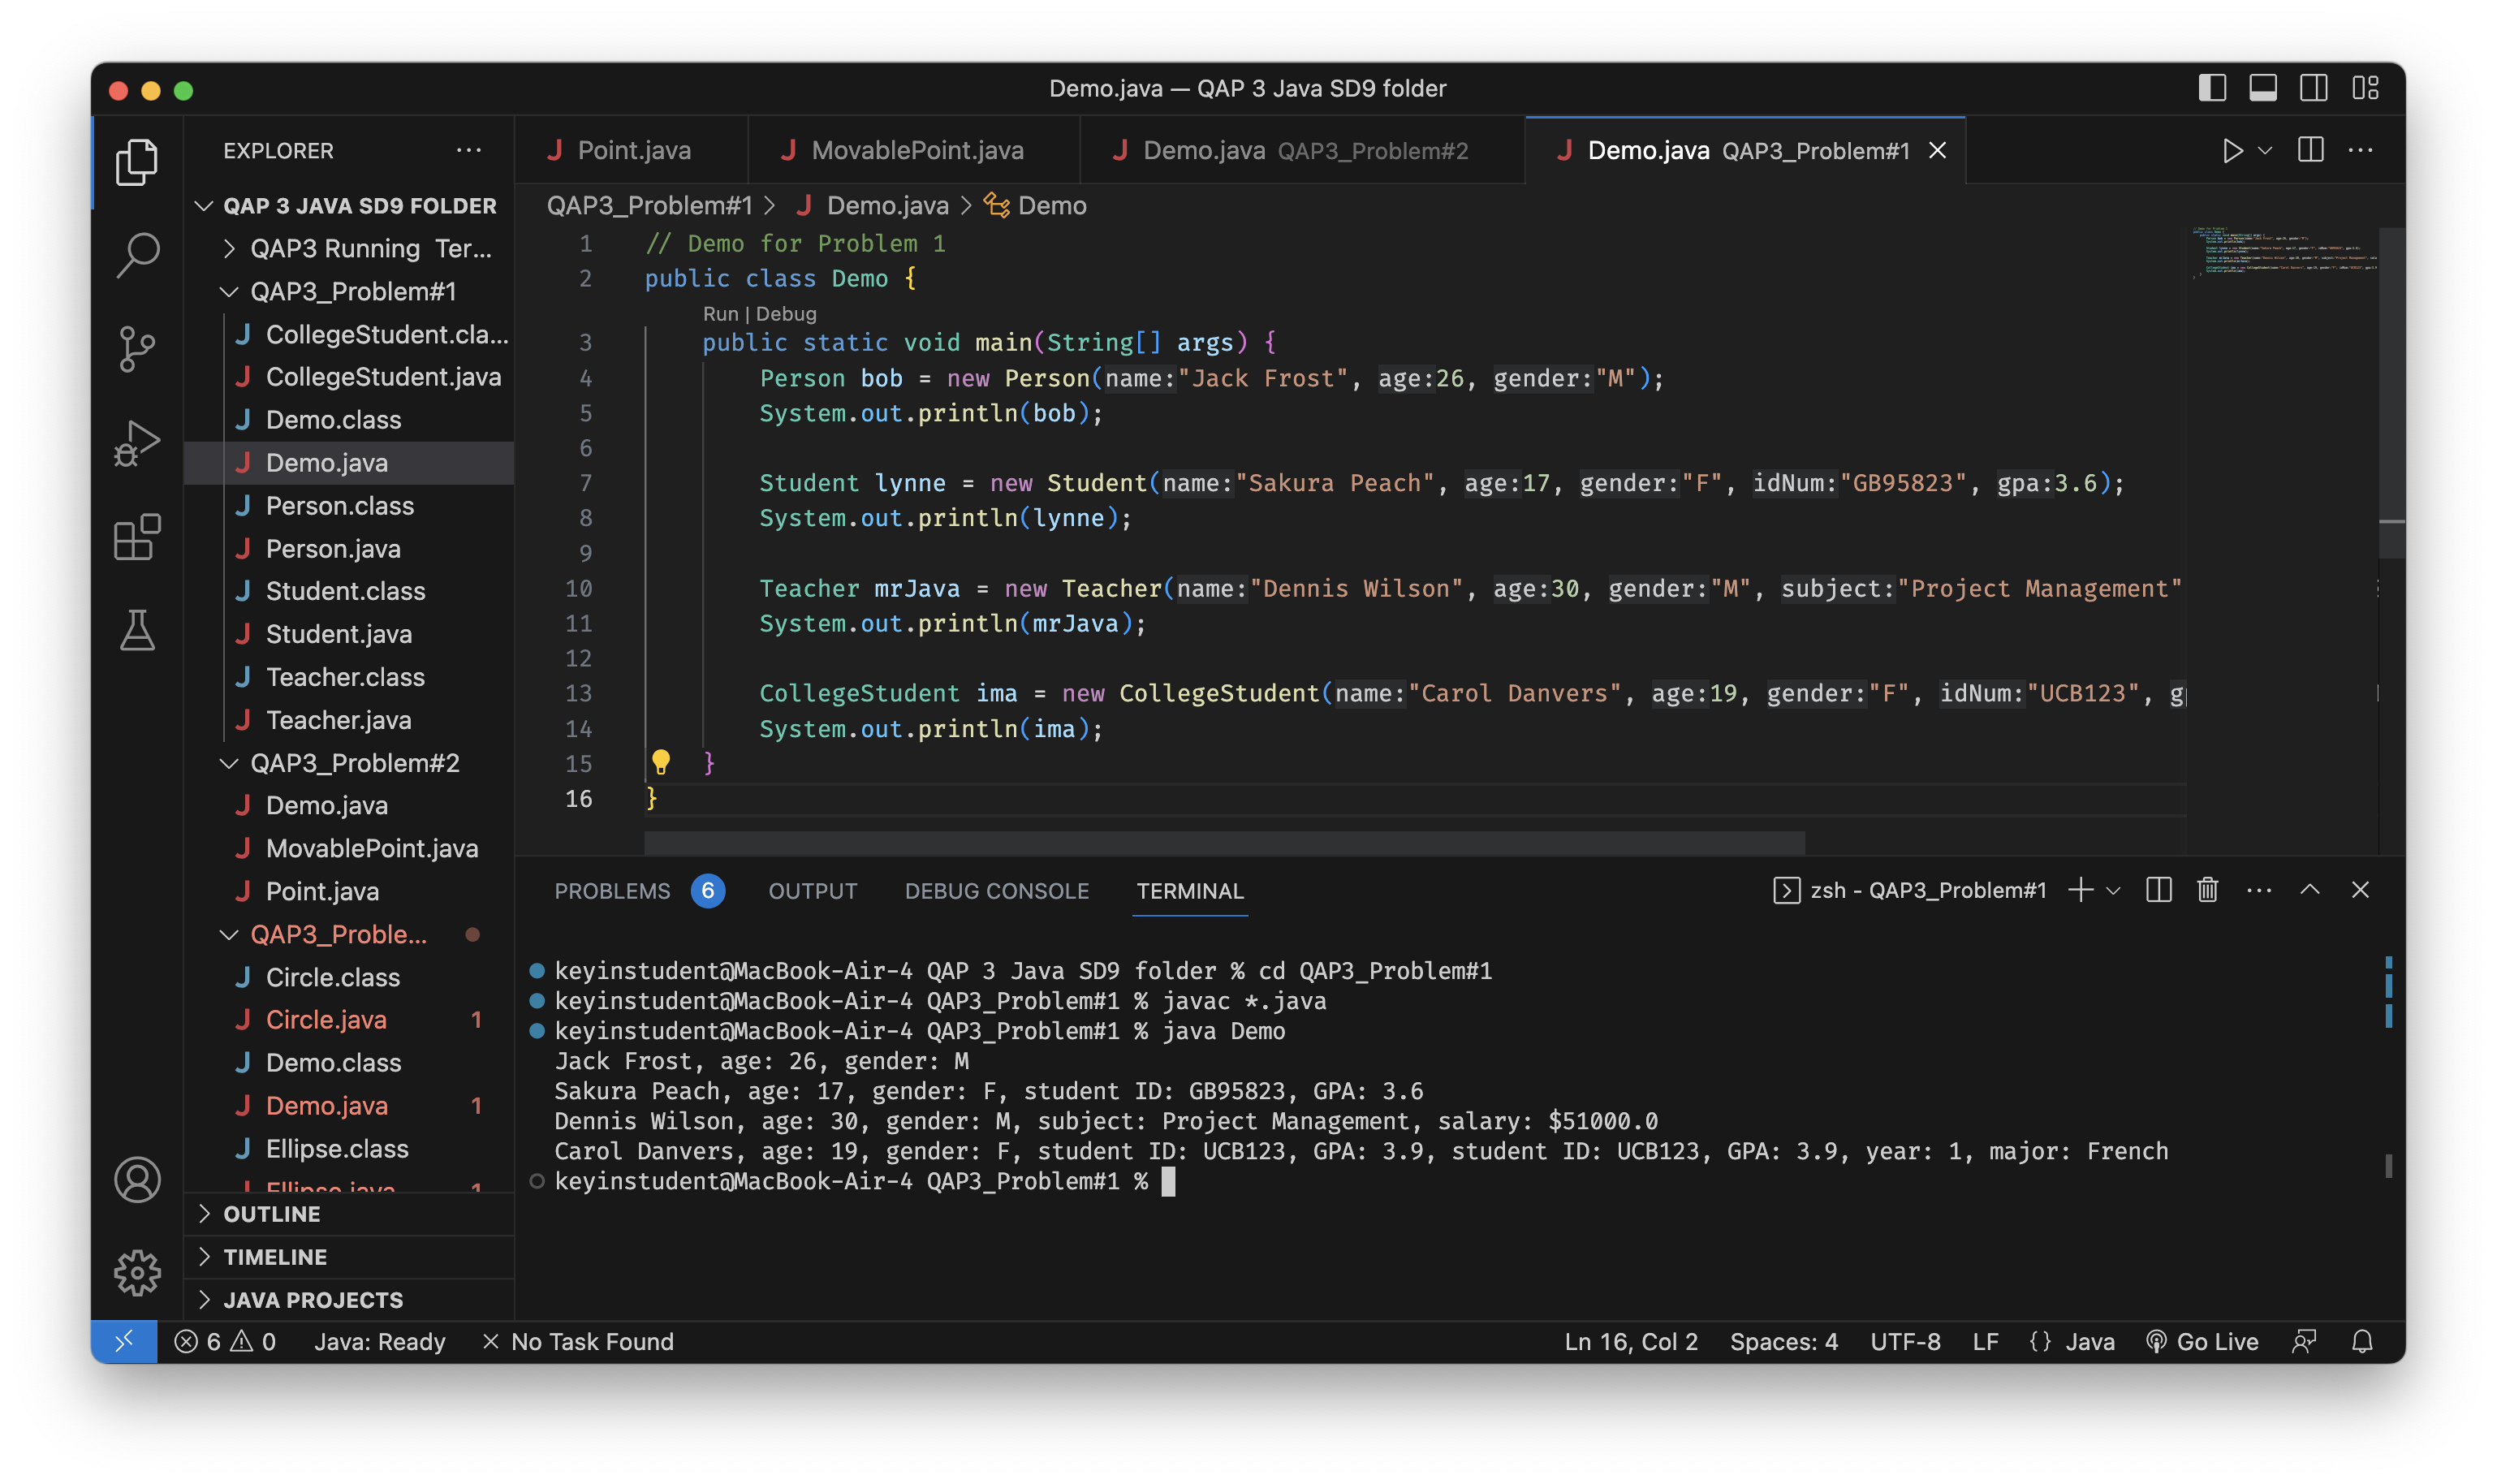 Demo.java — QAP 3 Java SD9 folder
EXPLORER
QAP 3 JAVA SD9 FOLDER
QAP3 Running Ter...
QAP3_Problem#1
CollegeStudent.cla...
CollegeStudent.java
Demo.class
Demo.java
Person.class
Person.java
Student.class
Student.java
Teacher.class
Teacher.java
QAP3_Problem#2
Demo.java
MovablePoint.java
Point.java
QAP3_Proble...
Circle.class
Circle.java 1
Demo.class
Demo.java 1
Ellipse.class
Ellipse.java 1
OUTLINE
TIMELINE
JAVA PROJECTS
Point.java MovablePoint.java Demo.java QAP3_Problem#2 Demo.java QAP3_Problem#1
QAP3_Problem#1 > Demo.java > Demo
1 // Demo for Problem 1
2 public class Demo {
Run | Debug
3 public static void main(String[] args) {
4 Person bob = new Person(name:"Jack Frost", age:26, gender:"M");
5 System.out.println(bob);
6
7 Student lynne = new Student(name:"Sakura Peach", age:17, gender:"F", idNum:"GB95823", gpa:3.6);
8 System.out.println(lynne);
9
10 Teacher mrJava = new Teacher(name:"Dennis Wilson", age:30, gender:"M", subject:"Project Management"
11 System.out.println(mrJava);
12
13 CollegeStudent ima = new CollegeStudent(name:"Carol Danvers", age:19, gender:"F", idNum:"UCB123",
14 System.out.println(ima);
15 }
16 }
PROBLEMS 6 OUTPUT DEBUG CONSOLE TERMINAL zsh - QAP3_Problem#1
keyinstudent@MacBook-Air-4 QAP 3 Java SD9 folder % cd QAP3_Problem#1
keyinstudent@MacBook-Air-4 QAP3_Problem#1 % javac *.java
keyinstudent@MacBook-Air-4 QAP3_Problem#1 % java Demo
Jack Frost, age: 26, gender: M
Sakura Peach, age: 17, gender: F, student ID: GB95823, GPA: 3.6
Dennis Wilson, age: 30, gender: M, subject: Project Management, salary: $51000.0
Carol Danvers, age: 19, gender: F, student ID: UCB123, GPA: 3.9, student ID: UCB123, GPA: 3.9, year: 1, major: French
keyinstudent@MacBook-Air-4 QAP3_Problem#1 %
6 0 Java: Ready No Task Found Ln 16, Col 2 Spaces: 4 UTF-8 LF {} Java Go Live